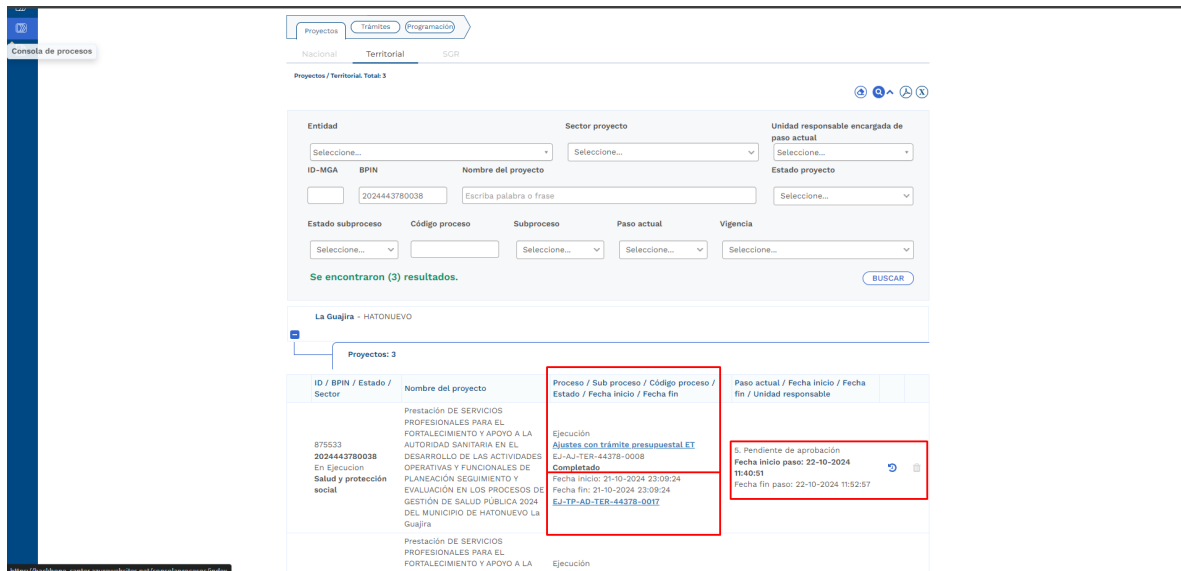 Consola de procesos
Proyectos
Trámites
Programación
Nacional
Territorial
SGR
Proyectos / Territorial. Total: 3
Entidad
Sector proyecto
Unidad responsable encargada de
paso actual
Seleccione...
Seleccione...
Seleccione...
ID-MGA
BPIN
Nombre del proyecto
Estado proyecto
2024443780038
Escriba palabra o frase
Seleccione...
Estado subproceso
Código proceso
Subproceso
Paso actual
Vigencia
Seleccione...
Seleccione...
Seleccione...
Seleccione...
Se encontraron (3) resultados.
BUSCAR
La Guajira - HATONUEVO
Proyectos: 3
ID / BPIN / Estado /
Sector
Nombre del proyecto
Proceso / Sub proceso / Código proceso /
Estado / Fecha inicio / Fecha fin
Paso actual / Fecha inicio / Fecha
fin / Unidad responsable
875533
2024443780038
En Ejecucion
Salud y protección
social
Prestación DE SERVICIOS
PROFESIONALES PARA EL
FORTALECIMIENTO Y APOYO A LA
AUTORIDAD SANITARIA EN EL
DESARROLLO DE LAS ACTIVIDADES
OPERATIVAS Y FUNCIONALES DE
PLANEACIÓN SEGUIMIENTO Y
EVALUACIÓN EN LOS PROCESOS DE
GESTIÓN DE SALUD PÚBLICA 2024
DEL MUNICIPIO DE HATONUEVO La
Guajira
Ejecución
Ajustes con trámite presupuestal ET
EJ-AJ-TER-44378-0008
Completado
Fecha inicio: 21-10-2024 23:09:24
Fecha fin: 21-10-2024 23:09:24
EJ-TP-AD-TER-44378-0017
5. Pendiente de aprobación
Fecha inicio paso: 22-10-2024
11:40:51
Fecha fin paso: 22-10-2024 11:52:57
Prestación DE SERVICIOS
PROFESIONALES PARA EL
FORTALECIMIENTO Y APOYO A LA
Ejecución